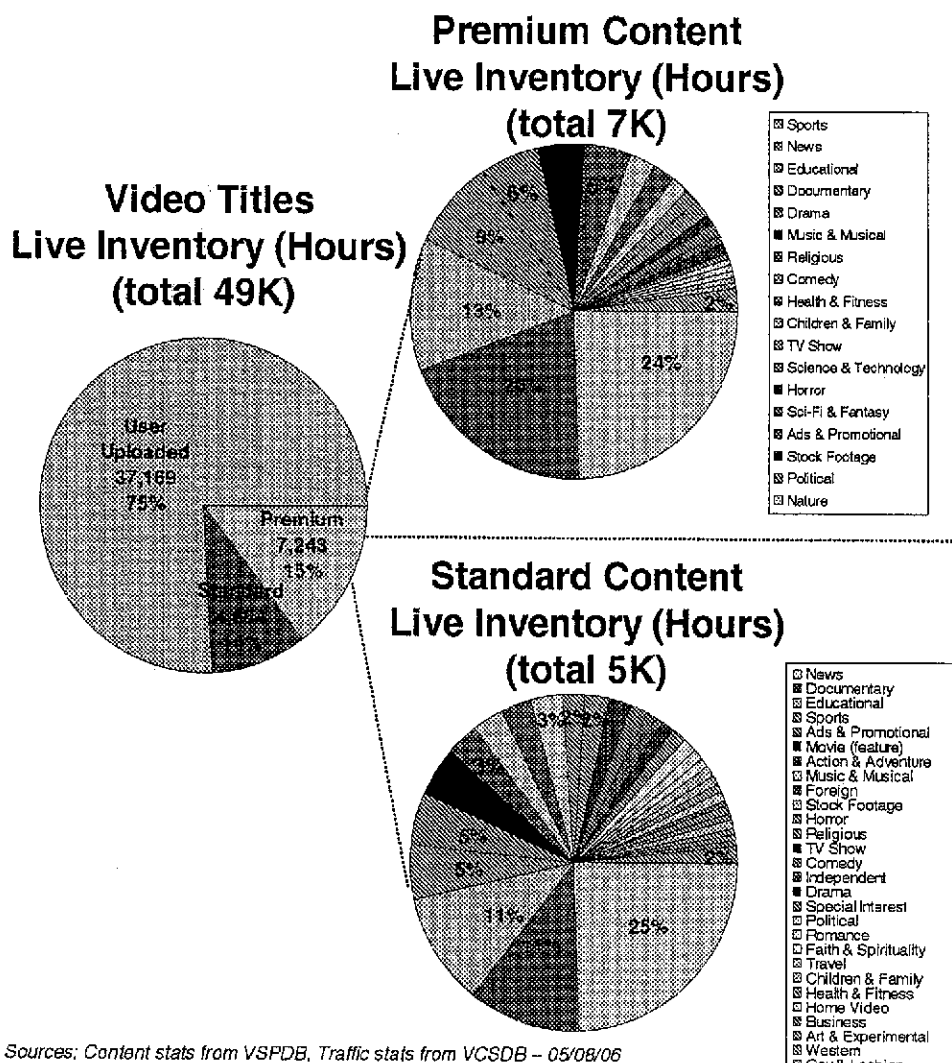 Premium Content
Live Inventory (Hours)
(total 7K)
Sports
News
Educational
Documentary
Drama
Music & Musical
Religious
Comedy
Health & Fitness
Children & Family
TV Show
Science & Technology
Horror
Sci-Fi & Fantasy
Ads & Promotional
Stock Footage
Political
Nature
9%
13%
24%
2%
Video Titles
Live Inventory (Hours)
(total 49K)
User
Uploaded
37,169
75%
Premium
7,243
15%
Standard
Standard Content
Live Inventory (Hours)
(total 5K)
3%
2%
2%
5%
11%
25%
2%
News
Documentary
Educational
Sports
Ads & Promotional
Movie (feature)
Action & Adventure
Music & Musical
Foreign
Stock Footage
Horror
Religious
TV Show
Comedy
Independent
Drama
Special Interest
Political
Romance
Faith & Spirituality
Travel
Children & Family
Health & Fitness
Home Video
Business
Art & Experimental
Western
Sources; Content stats from VSPDB, Traffic stats from VCSDB – 05/08/06